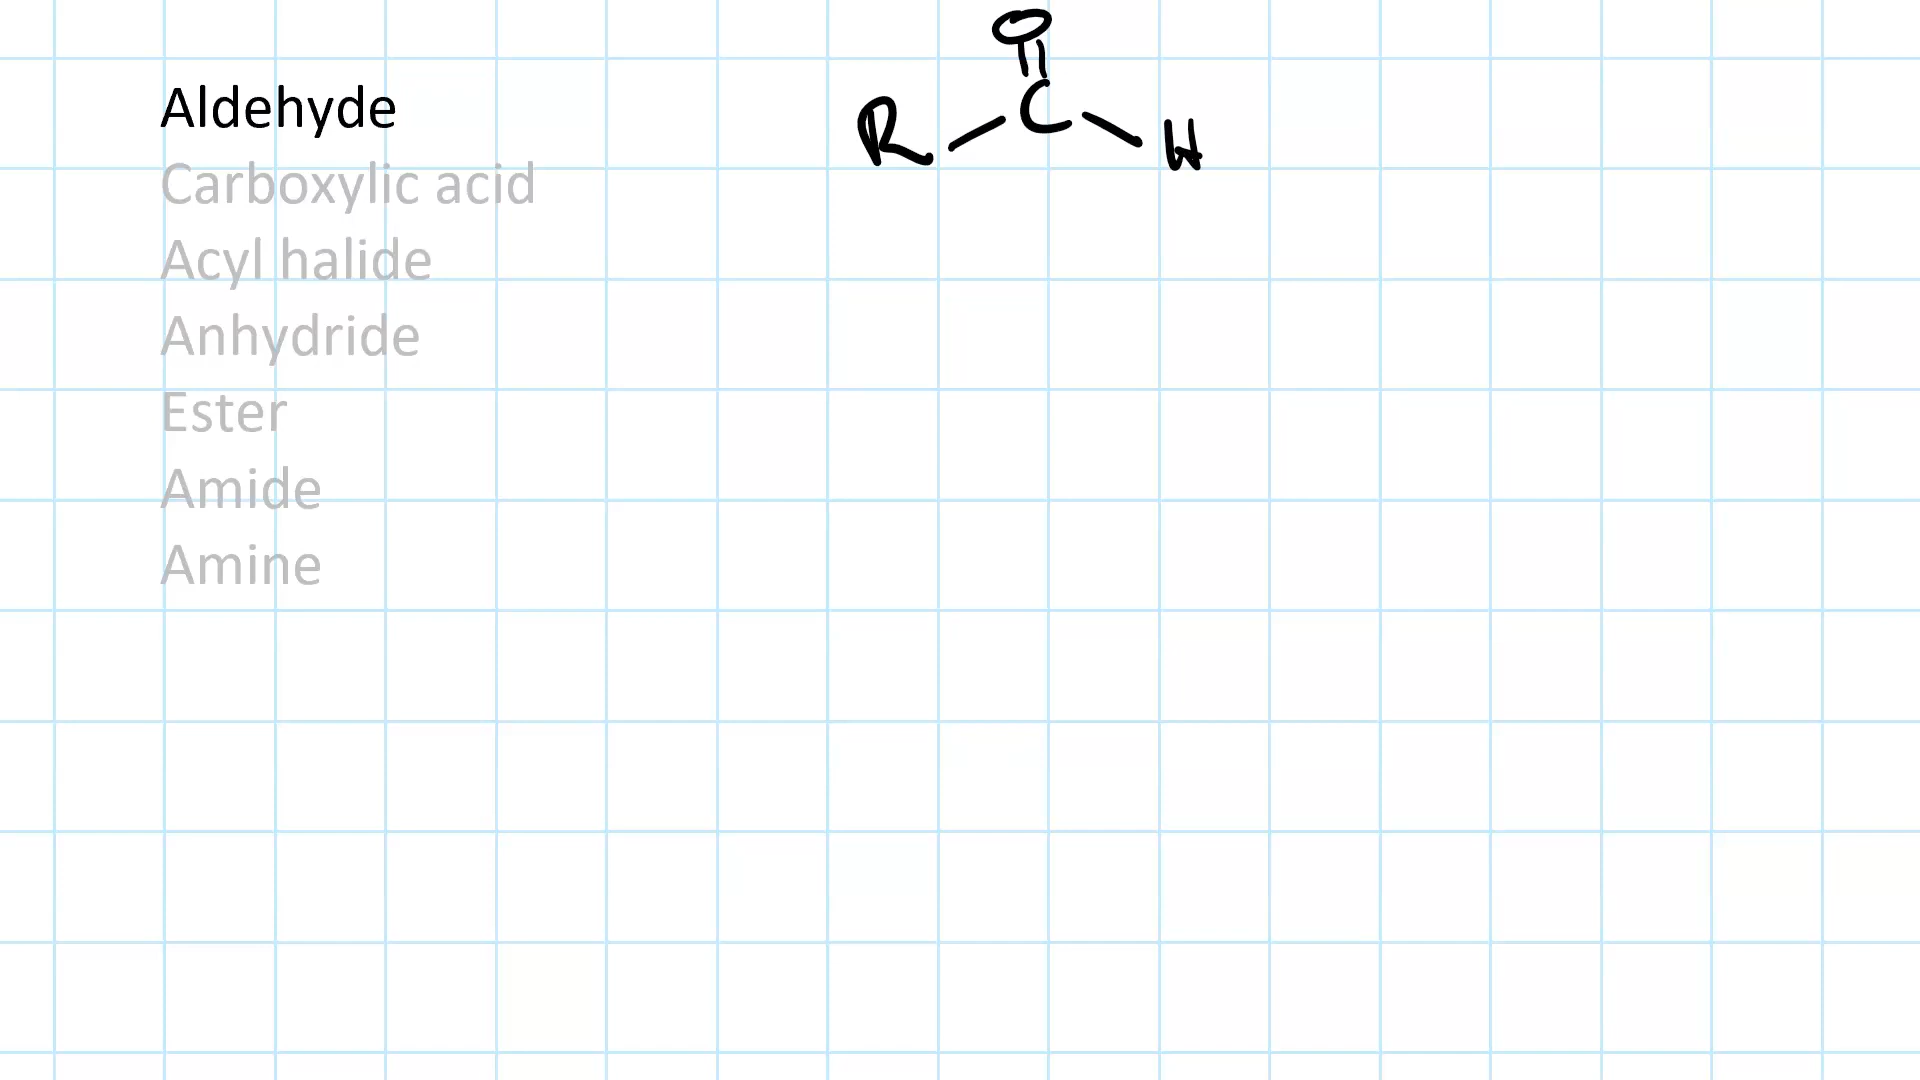 O
Aldehyde R C H
Carboxylic acid
Acyl halide
Anhydride
Ester
Amide
Amine